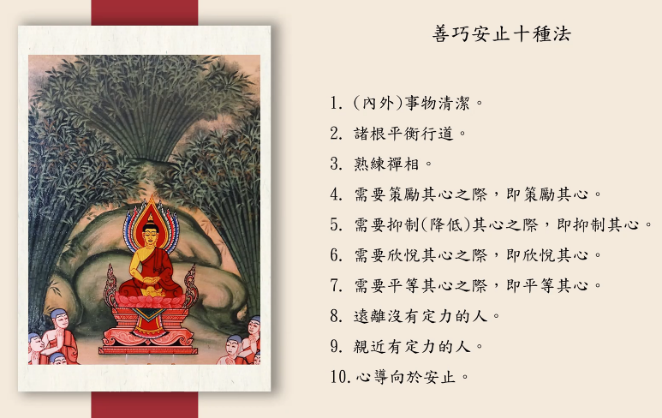 善巧安止十種法
1. (內外)事物清潔。
2. 諸根平衡行道。
3. 熟練禪相。
4. 需要策勵其心之際，即策勵其心。
5. 需要抑制(降低)其心之際，即抑制其心。
6. 需要欣悅其心之際，即欣悅其心。
7. 需要平等其心之際，即平等其心。
8. 遠離沒有定力的人。
9. 親近有定力的人。
10.心導向於安止。